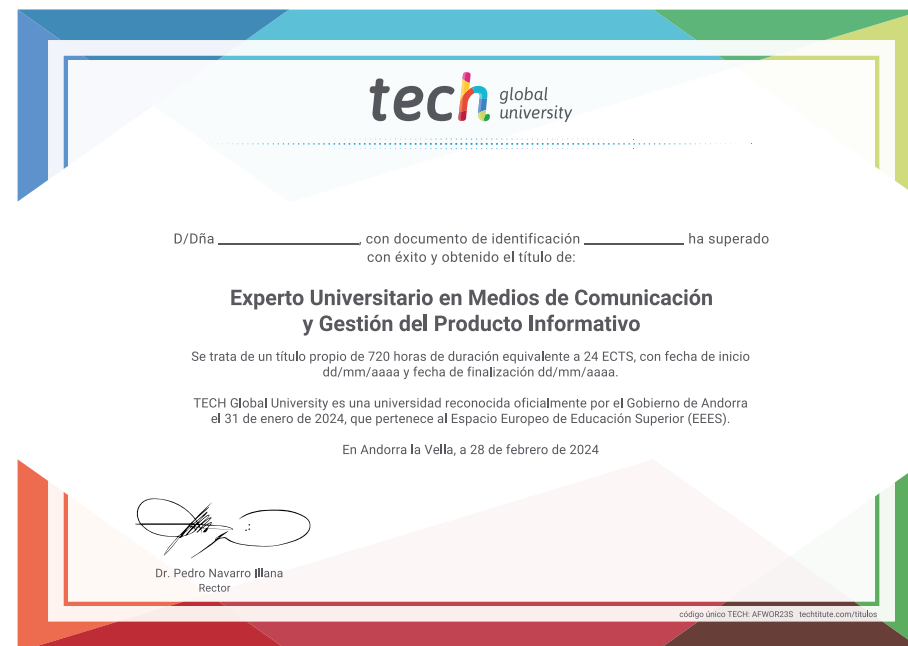 tech global university
D/Dña ____________________, con documento de identificación ______________ ha superado
con éxito y obtenido el título de:
Experto Universitario en Medios de Comunicación
y Gestión del Producto Informativo
Se trata de un título propio de 720 horas de duración equivalente a 24 ECTS, con fecha de inicio
dd/mm/aaaa y fecha de finalización dd/mm/aaaa.
TECH Global University es una universidad reconocida oficialmente por el Gobierno de Andorra
el 31 de enero de 2024, que pertenece al Espacio Europeo de Educación Superior (EEES).
En Andorra la Vella, a 28 de febrero de 2024
Dr. Pedro Navarro Illana
Rector
código único TECH: AFWOR23S techtitute.com/titulos